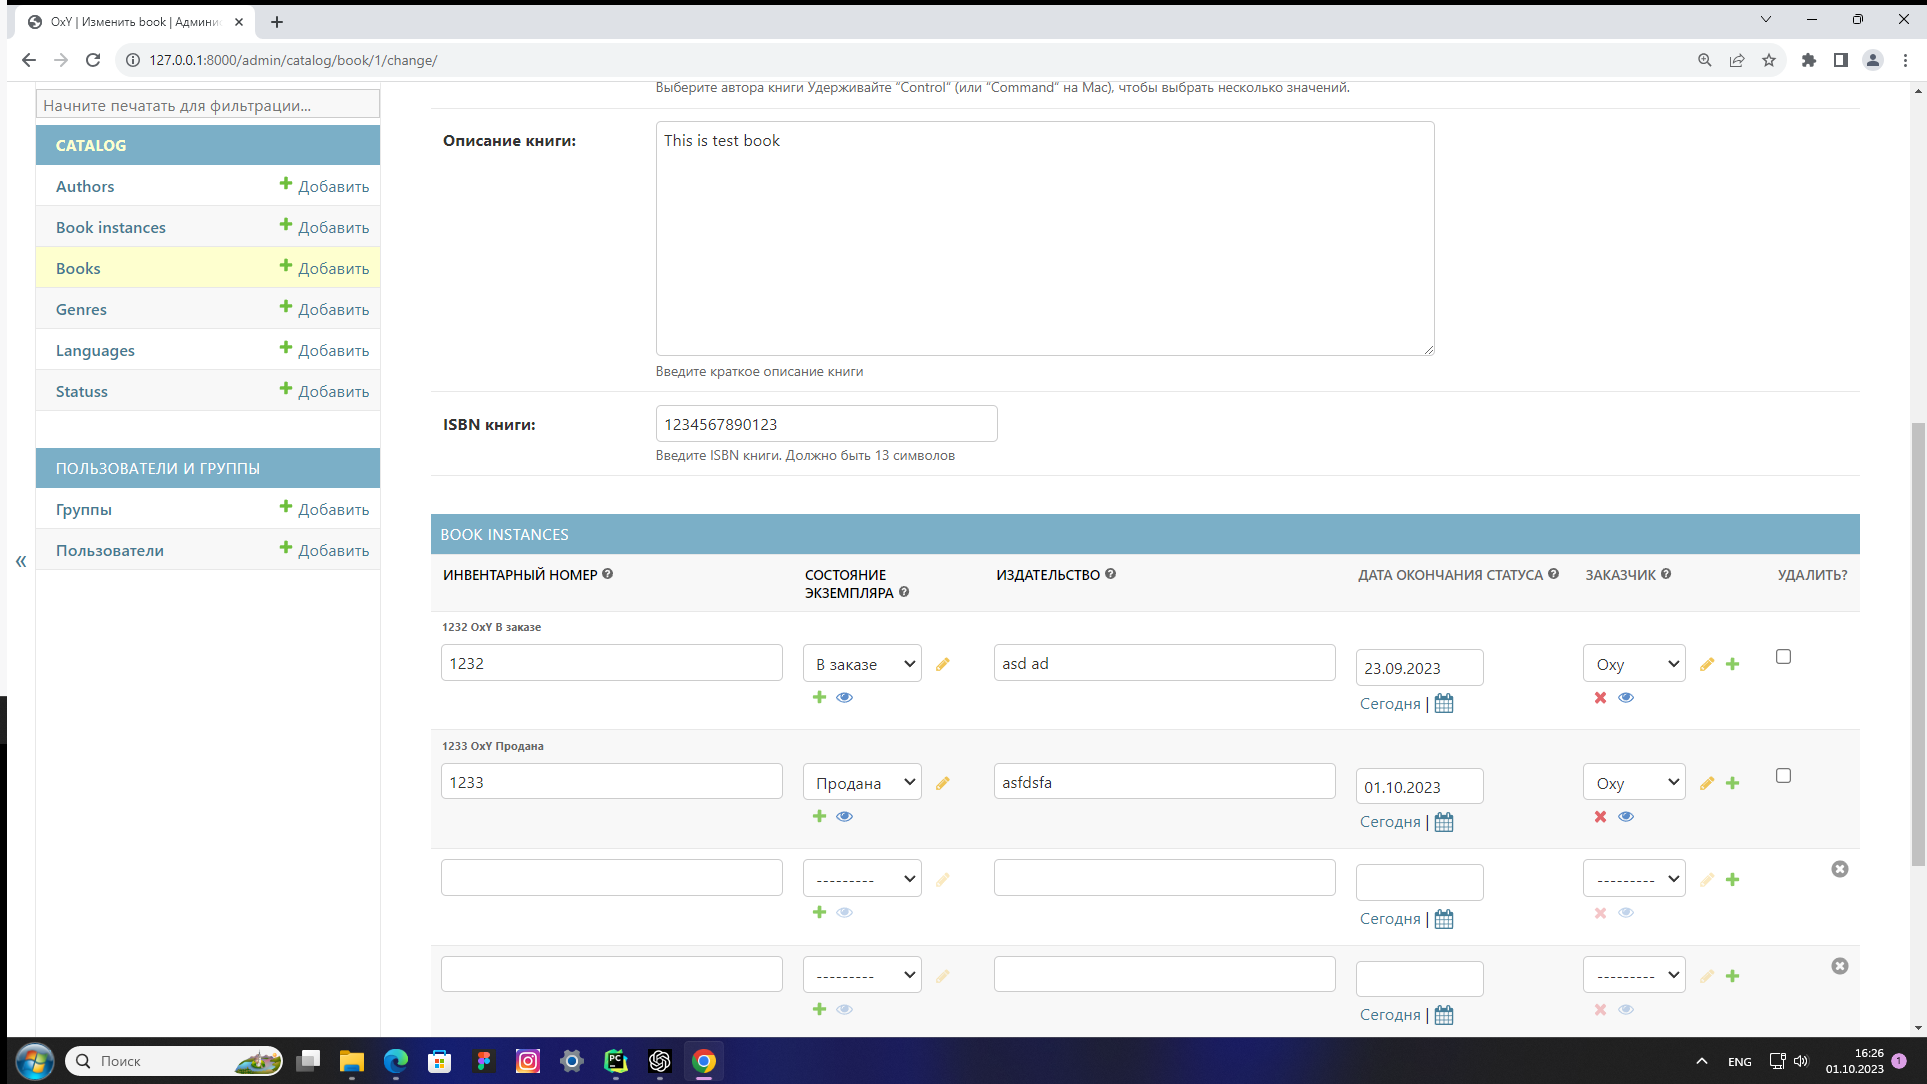 OxY | Изменить book | Админис
127.0.0.1:8000/admin/catalog/book/1/change/
Начните печатать для фильтрации...
CATALOG
Authors Добавить
Book instances Добавить
Books Добавить
Genres Добавить
Languages Добавить
Statuss Добавить
ПОЛЬЗОВАТЕЛИ И ГРУППЫ
Группы Добавить
Пользователи Добавить
«
Выберите автора книги Удерживайте “Control” (или “Command” на Mac), чтобы выбрать несколько значений.
Описание книги:
This is test book
Введите краткое описание книги
ISBN книги:
1234567890123
Введите ISBN книги. Должно быть 13 символов
BOOK INSTANCES
ИНВЕНТАРНЫЙ НОМЕР СОСТОЯНИЕ ЭКЗЕМПЛЯРА ИЗДАТЕЛЬСТВО ДАТА ОКОНЧАНИЯ СТАТУСА ЗАКАЗЧИК УДАЛИТЬ?
1232 OxY В заказе
1232 В заказе asd ad 23.09.2023 Oxy
Сегодня |
1233 OxY Продана
1233 Продана asfdsfa 01.10.2023 Oxy
Сегодня |
--------- ---------
Сегодня |
--------- ---------
Сегодня |
Поиск
PC
ENG
16:26
01.10.2023
1